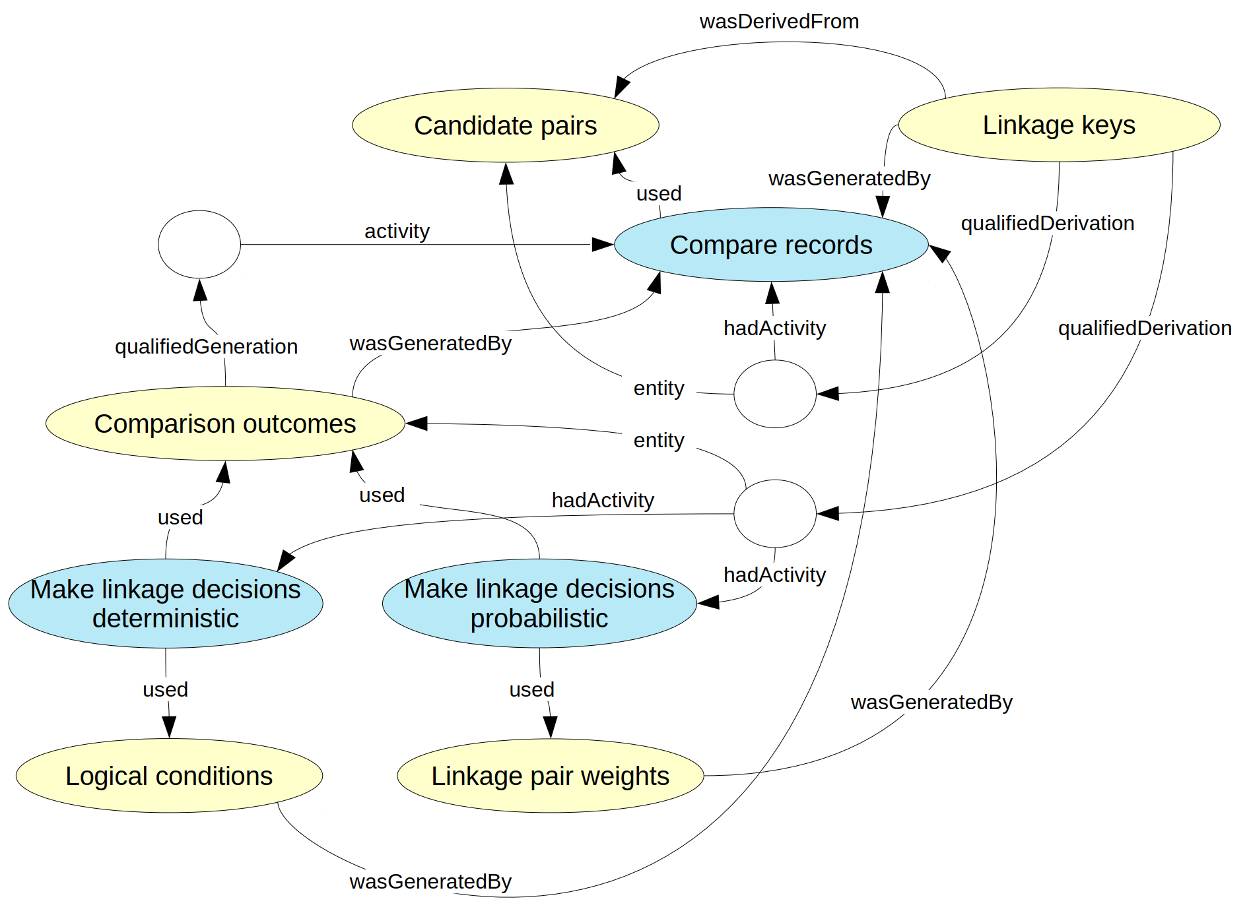 wasDerivedFrom
Candidate pairs
Linkage keys
wasGeneratedBy
used
qualifiedDerivation
activity
Compare records
hadActivity
qualifiedDerivation
qualifiedGeneration
wasGeneratedBy
entity
Comparison outcomes
entity
used
hadActivity
used
hadActivity
Make linkage decisions
deterministic
Make linkage decisions
probabilistic
used
used
wasGeneratedBy
Logical conditions
Linkage pair weights
wasGeneratedBy